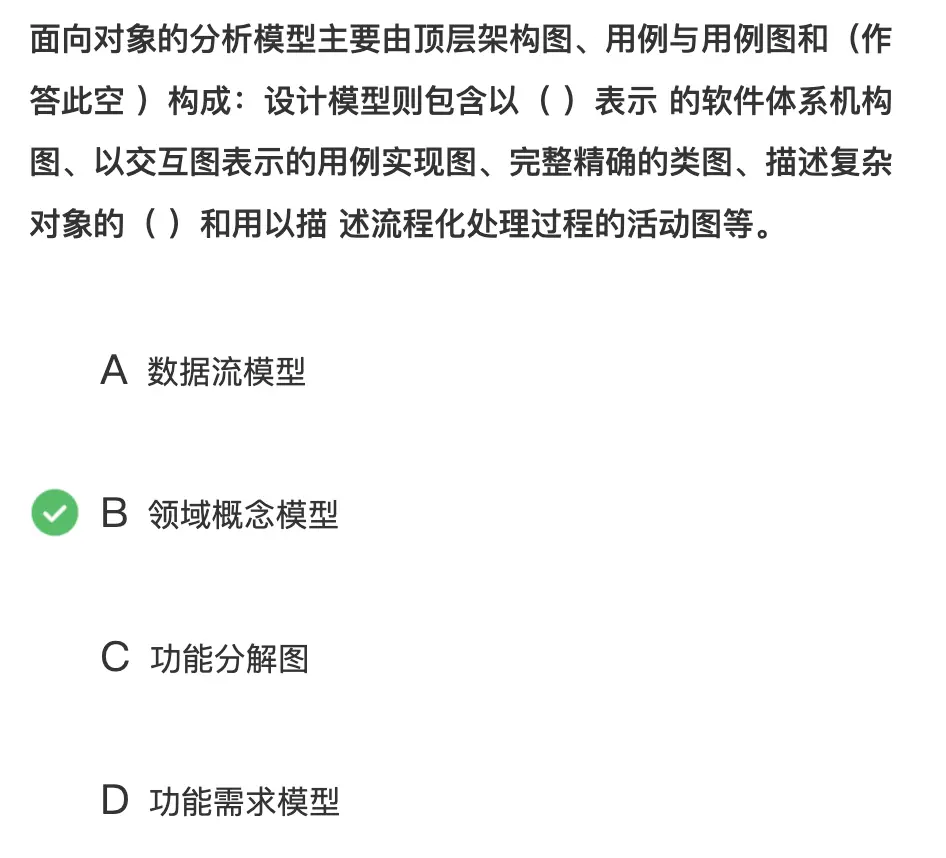 面向对象的分析模型主要由顶层架构图、用例与用例图和（作
答此空 ）构成：设计模型则包含以（ ）表示 的软件体系机构
图、以交互图表示的用例实现图、完整精确的类图、描述复杂
对象的（ ）和用以描 述流程化处理过程的活动图等。
A 数据流模型
B 领域概念模型
C 功能分解图
D 功能需求模型